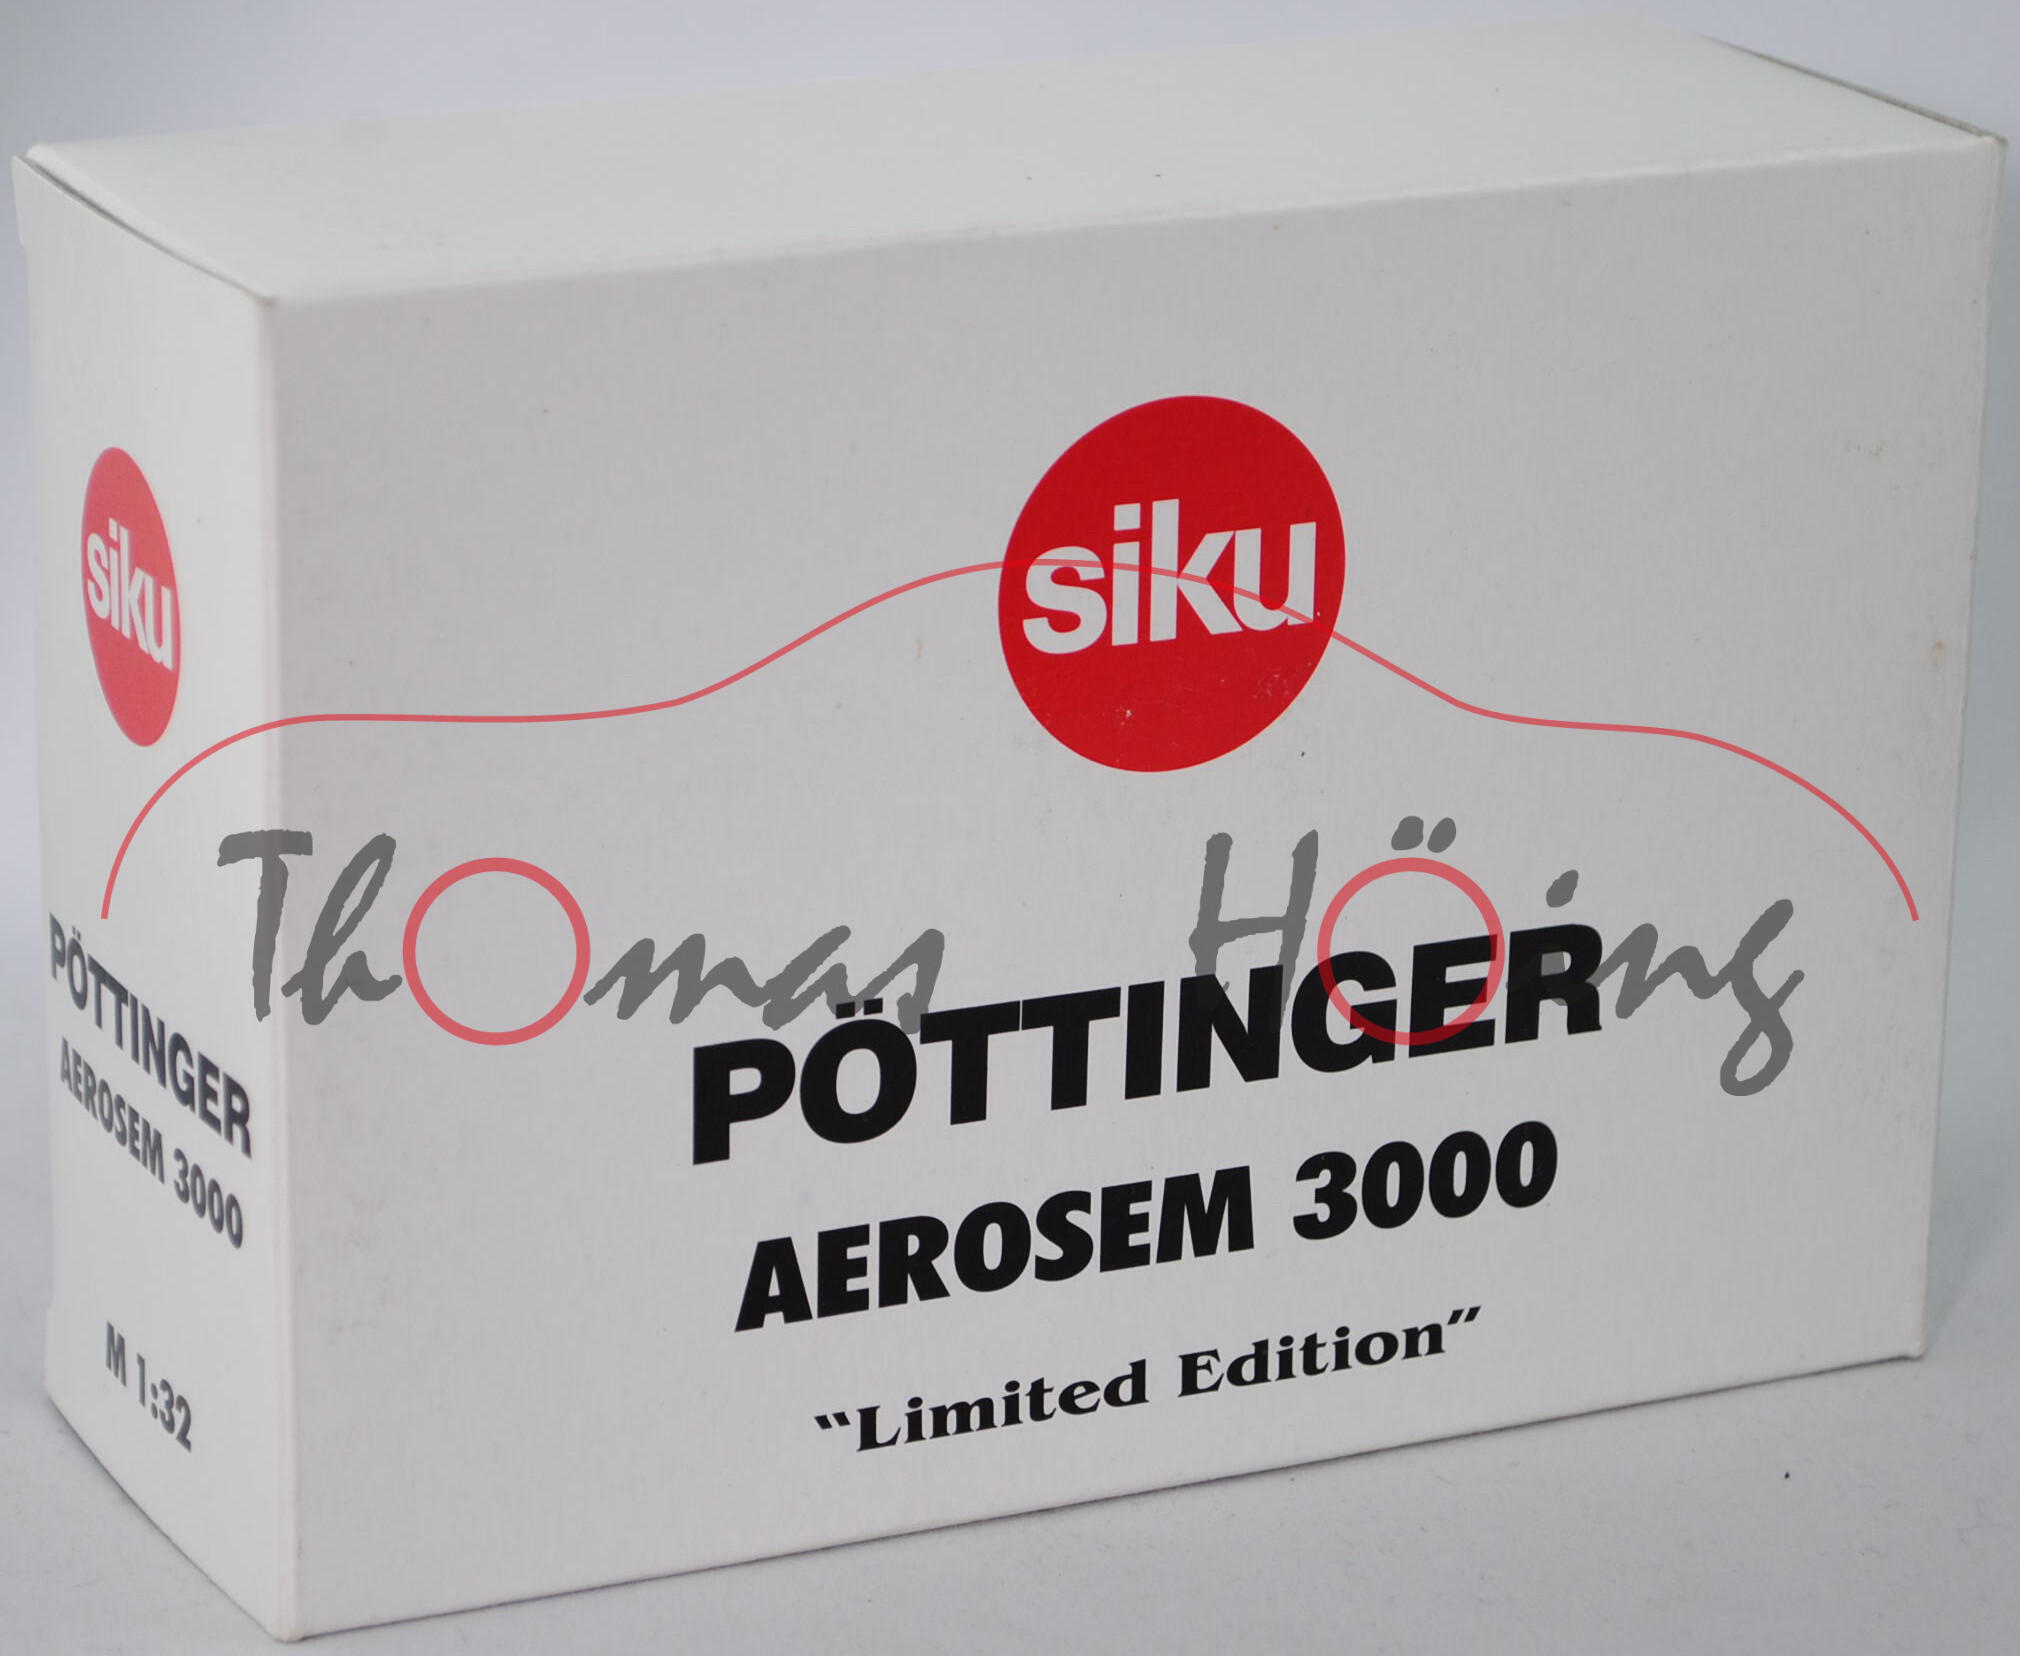 siku
PÖTTINGER
AEROSEM 3000
M 1:32
siku
Thomas Höing
PÖTTINGER
AEROSEM 3000
"Limited Edition"